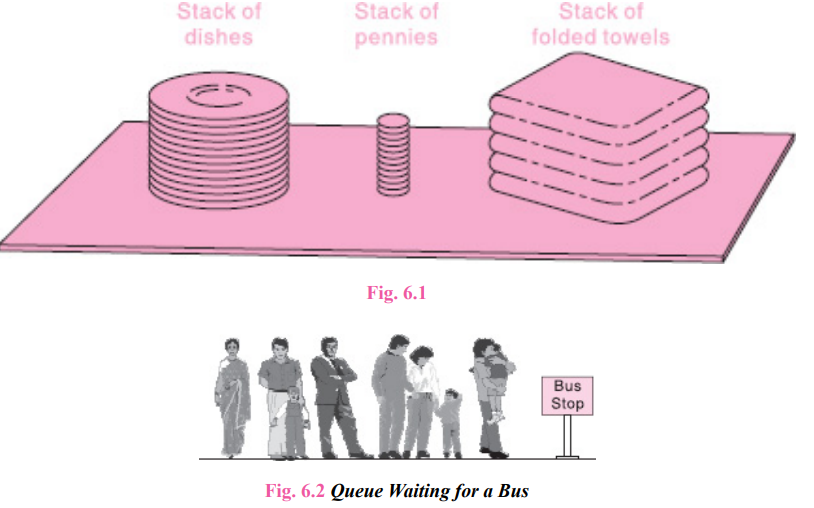 Stack of
dishes
Stack of
pennies
Stack of
folded towels
Fig. 6.1
Bus
Stop
Fig. 6.2 Queue Waiting for a Bus